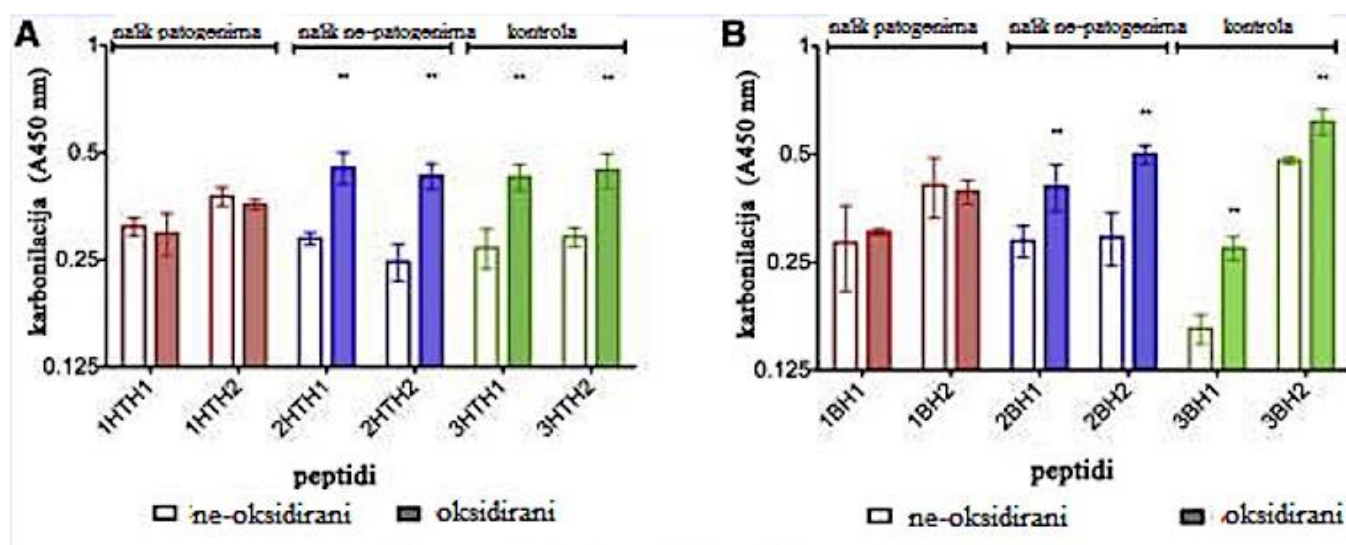 A
nalik patogenima
nalik ne-patogenima
kontrola
karbonilacija (A450 nm)
1
0.5
0.25
0.125
** ** ** **
1HTH1 1HTH2 2HTH1 2HTH2 3HTH1 3HTH2
peptidi
ne-oksidirani oksidirani
B
nalik patogenima
nalik ne-patogenima
kontrola
karbonilacija (A450 nm)
1
0.5
0.25
0.125
** ** ** **
1BH1 1BH2 2BH1 2BH2 3BH1 3BH2
peptidi
ne-oksidirani oksidirani